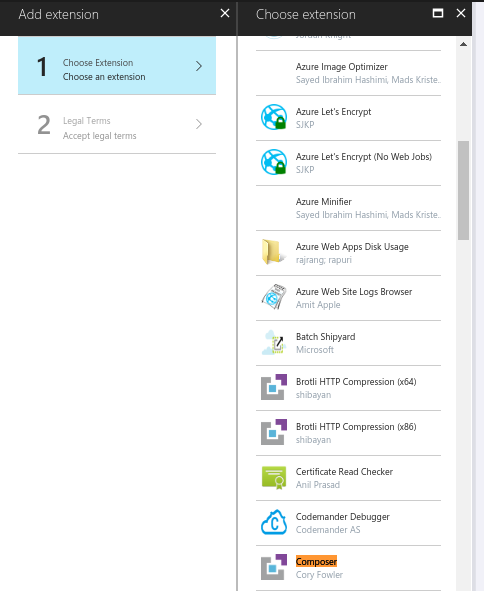 Add extension
1
Choose Extension
Choose an extension
2
Legal Terms
Accept legal terms
Choose extension
Jordan Knight
Azure Image Optimizer
Sayed Ibrahim Hashimi, Mads Kriste..
Azure Let's Encrypt
SJKP
Azure Let's Encrypt (No Web Jobs)
SJKP
Azure Minifier
Sayed Ibrahim Hashimi, Mads Kriste..
Azure Web Apps Disk Usage
rajrang; rapuri
Azure Web Site Logs Browser
Amit Apple
Batch Shipyard
Microsoft
Brotli HTTP Compression (x64)
shibayan
Brotli HTTP Compression (x86)
shibayan
Certificate Read Checker
Anil Prasad
Codemander Debugger
Codemander AS
Composer
Cory Fowler